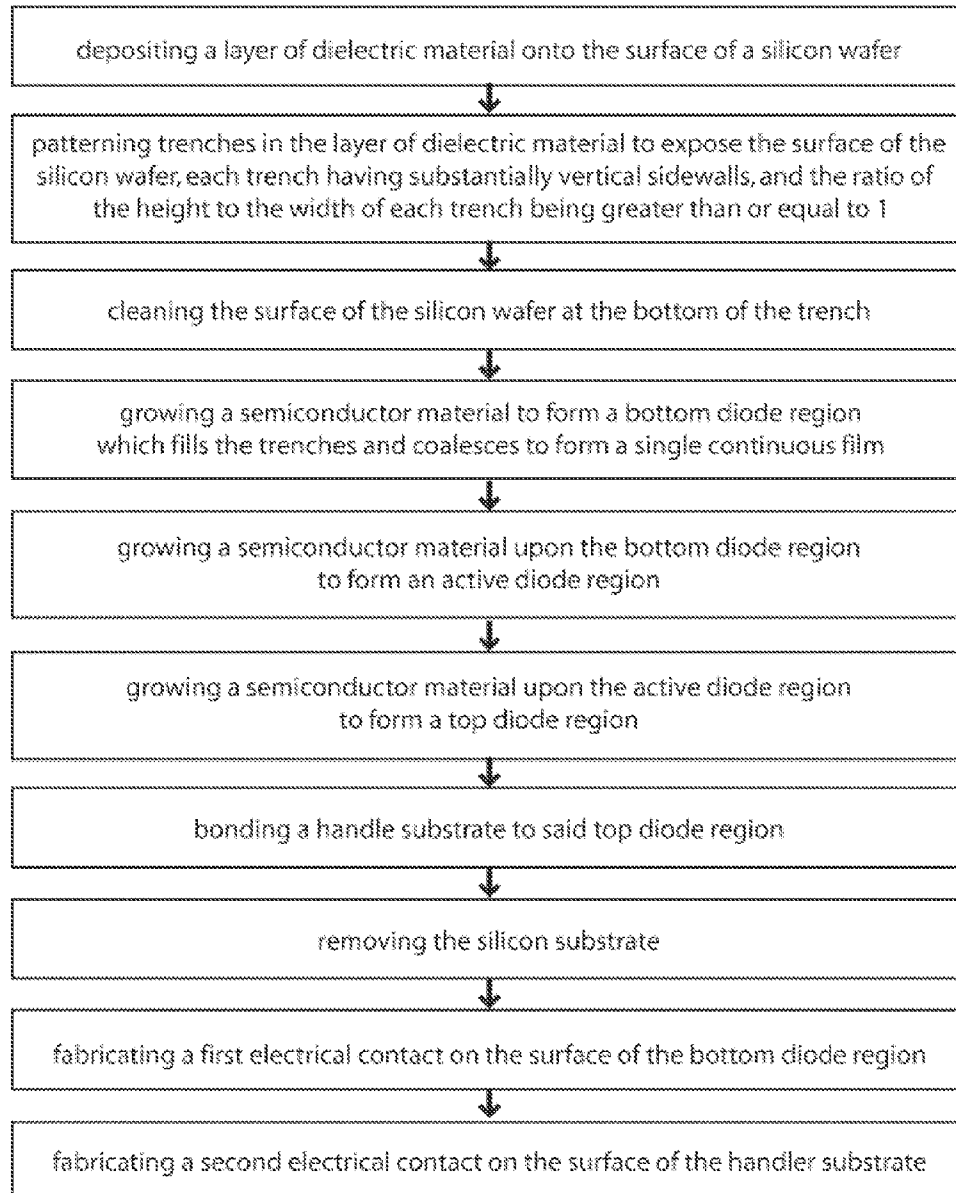 depositing a layer of dielectric material onto the surface of a silicon wafer
patterning trenches in the layer of dielectric material to expose the surface of the
silicon wafer, each trench having substantially vertical sidewalls, and the ratio of
the height to the width of each trench being greater than or equal to 1
cleaning the surface of the silicon wafer at the bottom of the trench
growing a semiconductor material to form a bottom diode region
which fills the trenches and coalesces to form a single continuous film
growing a semiconductor material upon the bottom diode region
to form an active diode region
growing a semiconductor material upon the active diode region
to form a top diode region
bonding a handle substrate to said top diode region
removing the silicon substrate
fabricating a first electrical contact on the surface of the bottom diode region
fabricating a second electrical contact on the surface of the handler substrate